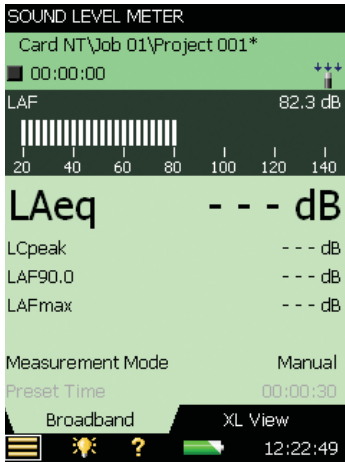 SOUND LEVEL METER
Card NT\Job 01\Project 001*
00:00:00
LAF 82.3 dB
20 40 60 80 100 120 140
LAeq - - - dB
LCpeak - - - dB
LAF90.0 - - - dB
LAFmax - - - dB
Measurement Mode Manual
Preset Time 00:00:30
Broadband XL View
? 12:22:49